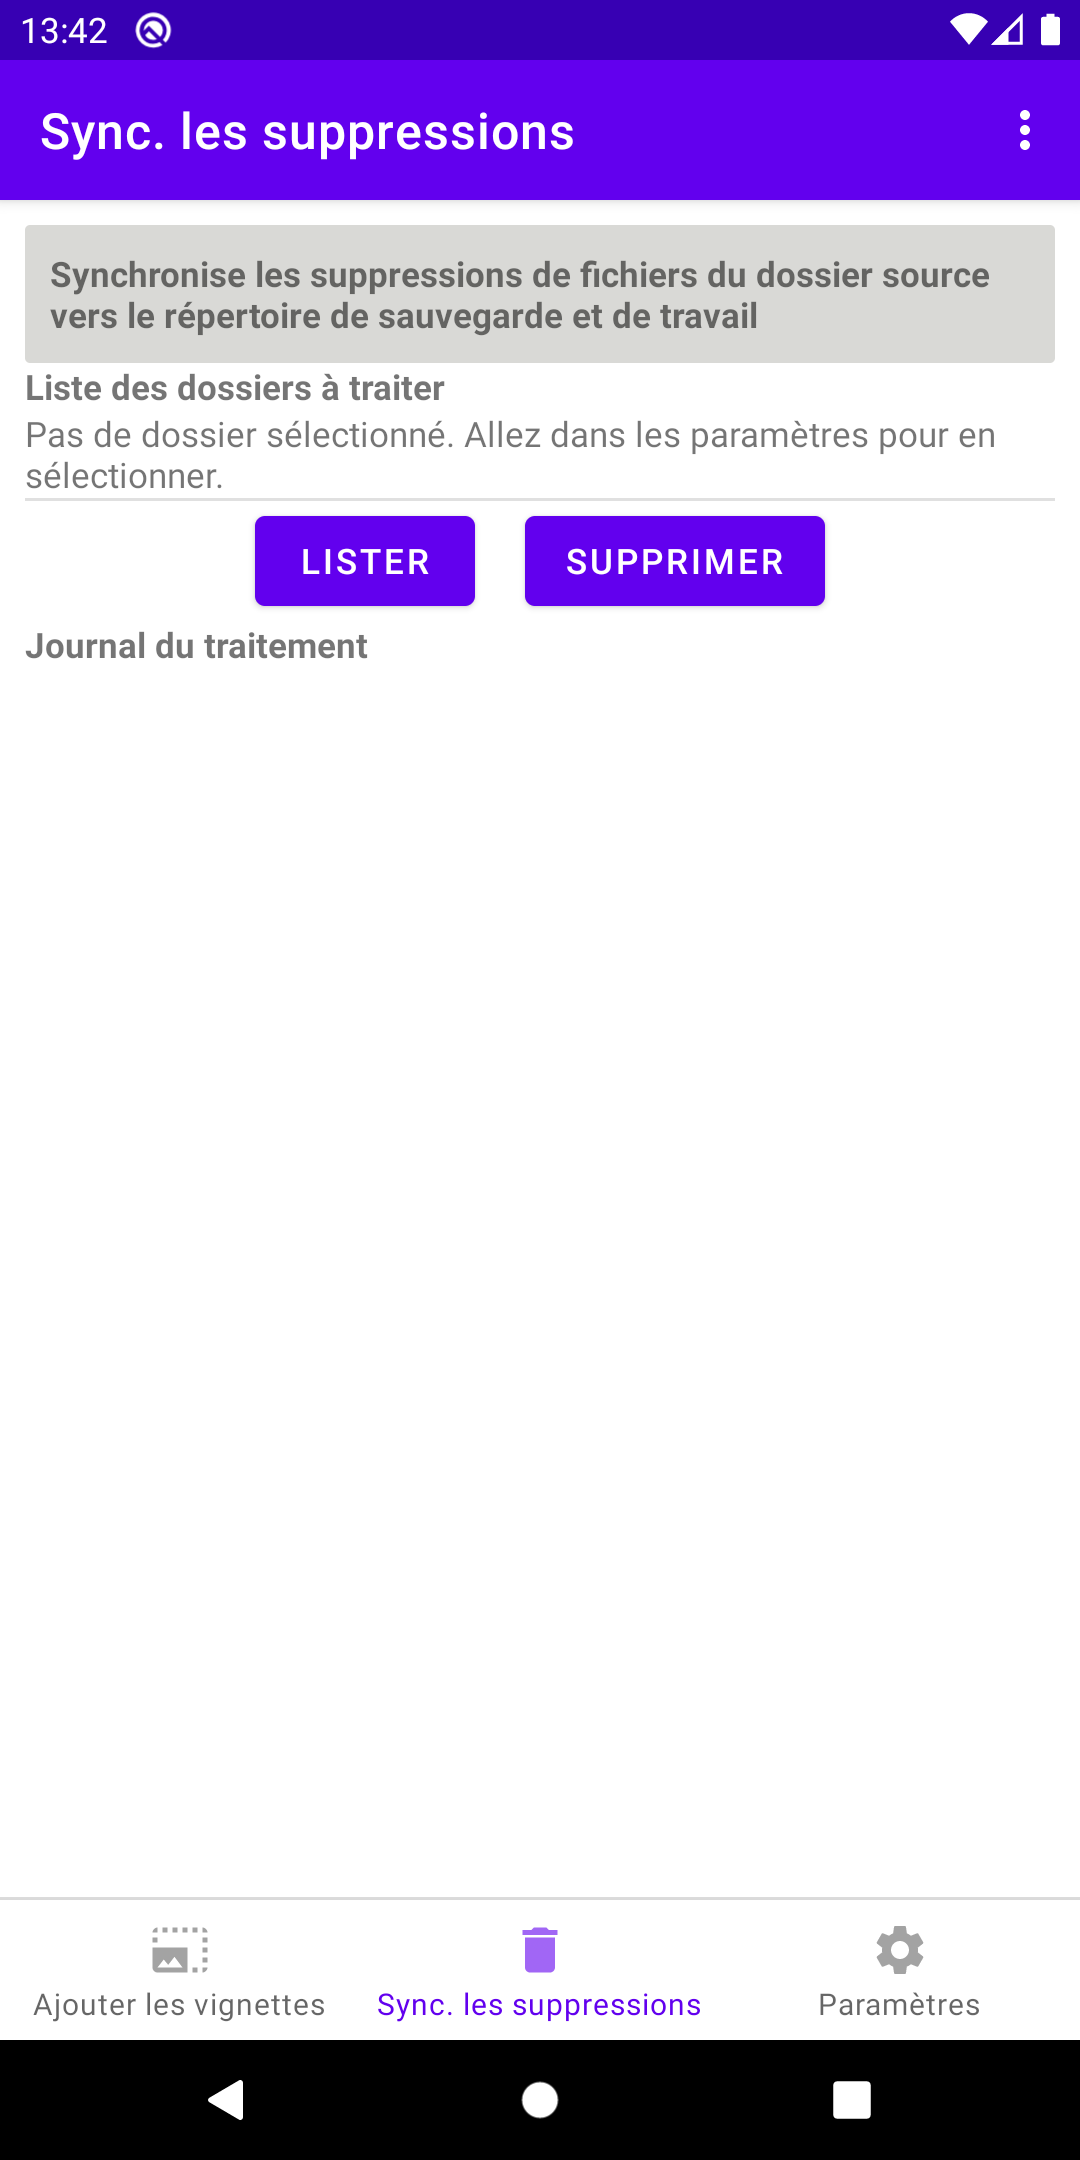 13:42
Sync. les suppressions
Synchronise les suppressions de fichiers du dossier source
vers le répertoire de sauvegarde et de travail
Liste des dossiers à traiter
Pas de dossier sélectionné. Allez dans les paramètres pour en
sélectionner.
LISTER
SUPPRIMER
Journal du traitement
Ajouter les vignettes
Sync. les suppressions
Paramètres